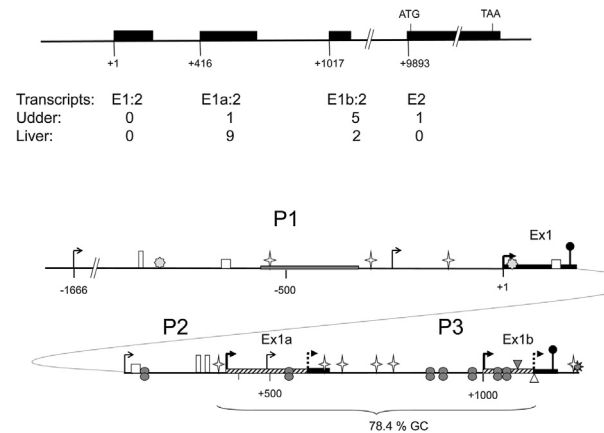 ATG TAA
+1 +416 +1017 +9893
Transcripts: E1:2 E1a:2 E1b:2 E2
Udder: 0 1 5 1
Liver: 0 9 2 0
P1
Ex1
-1666 -500 +1
P2 P3
Ex1a Ex1b
+500 +1000
78.4 % GC